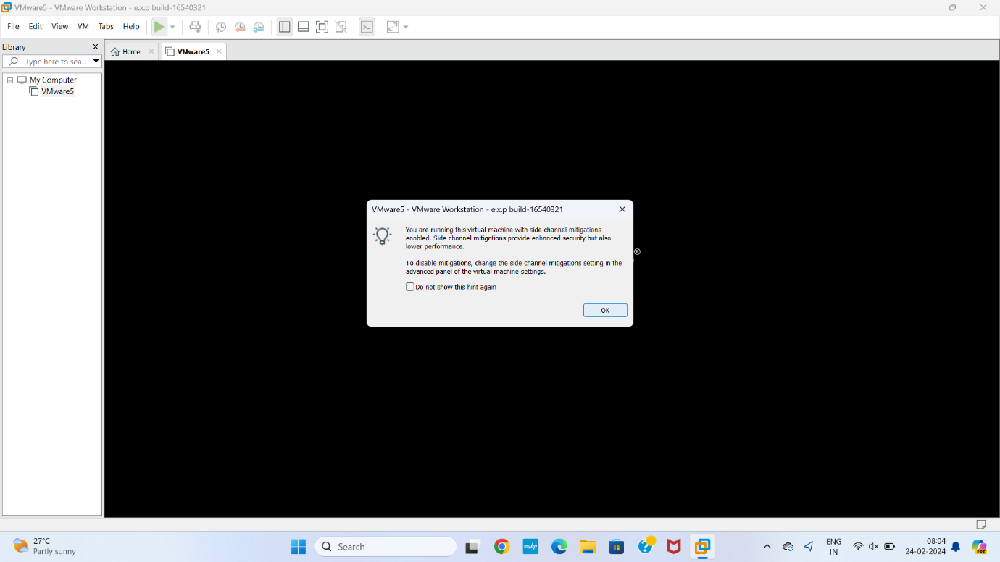 VMware5 - VMware Workstation - e.x.p build-16540321
File Edit View VM Tabs Help
Library
Type here to sea...
Home
VMware5
My Computer
VMware5
VMware5 - VMware Workstation - e.x.p build-16540321
You are running this virtual machine with side channel mitigations
enabled. Side channel mitigations provide enhanced security but also
lower performance.
To disable mitigations, change the side channel mitigations setting in the
advanced panel of the virtual machine settings.
Do not show this hint again
OK
®
27°C
Partly sunny
Search
myhp
ENG
IN
08:04
24-02-2024
PRE